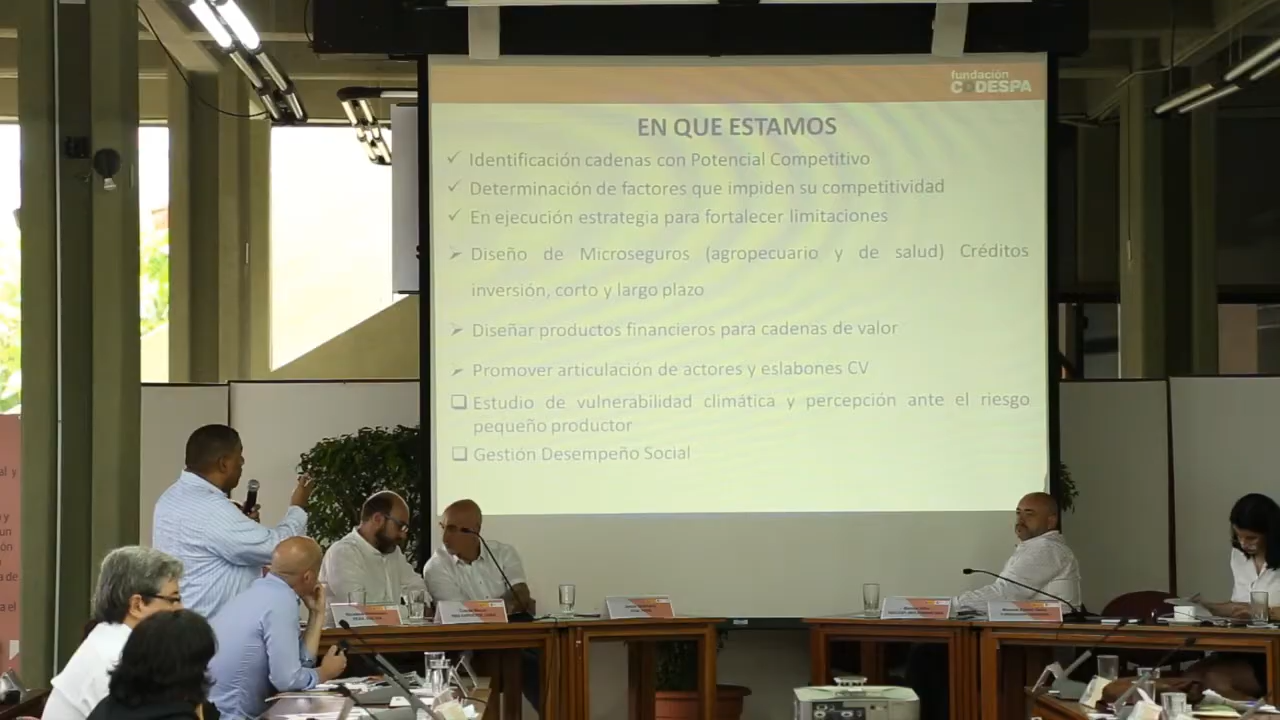 fundación
CODESPA
EN QUE ESTAMOS
✓ Identificación cadenas con Potencial Competitivo
✓ Determinación de factores que impiden su competitividad
✓ En ejecución estrategia para fortalecer limitaciones
➢ Diseño de Microseguros (agropecuario y de salud) Créditos
inversión, corto y largo plazo
➢ Diseñar productos financieros para cadenas de valor
➢ Promover articulación de actores y eslabones CV
❑ Estudio de vulnerabilidad climática y percepción ante el riesgo
pequeño productor
❑ Gestión Desempeño Social